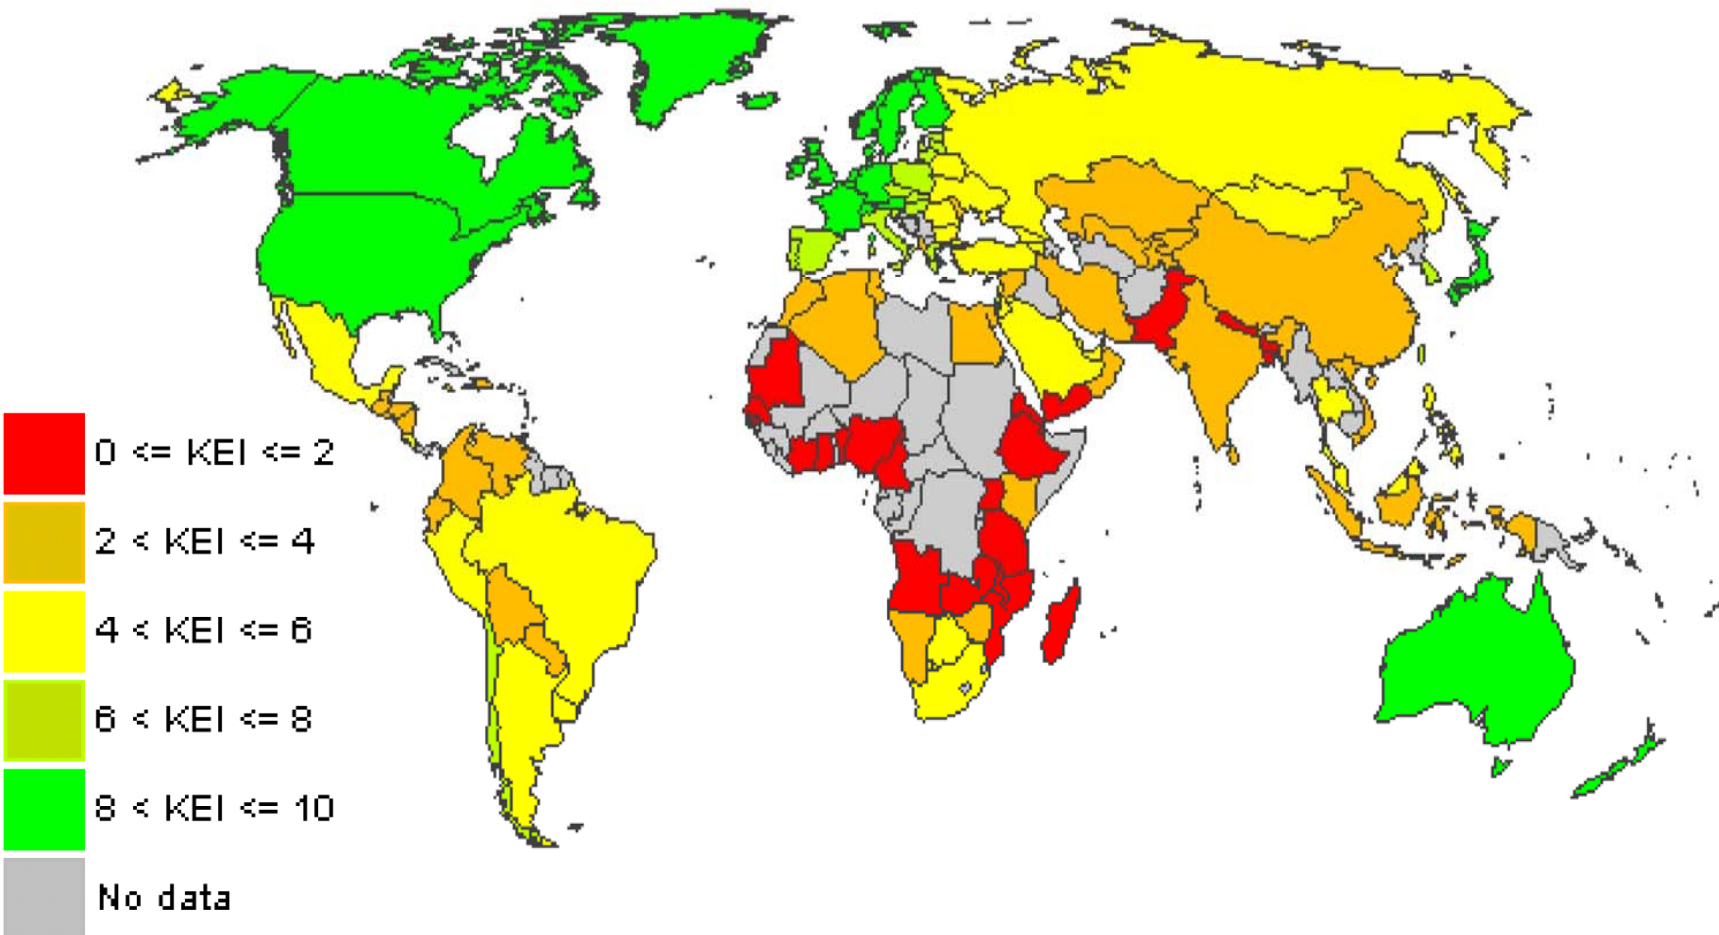 0 <= KEI <= 2
2 < KEI <= 4
4 < KEI <= 6
6 < KEI <= 8
8 < KEI <= 10
No data